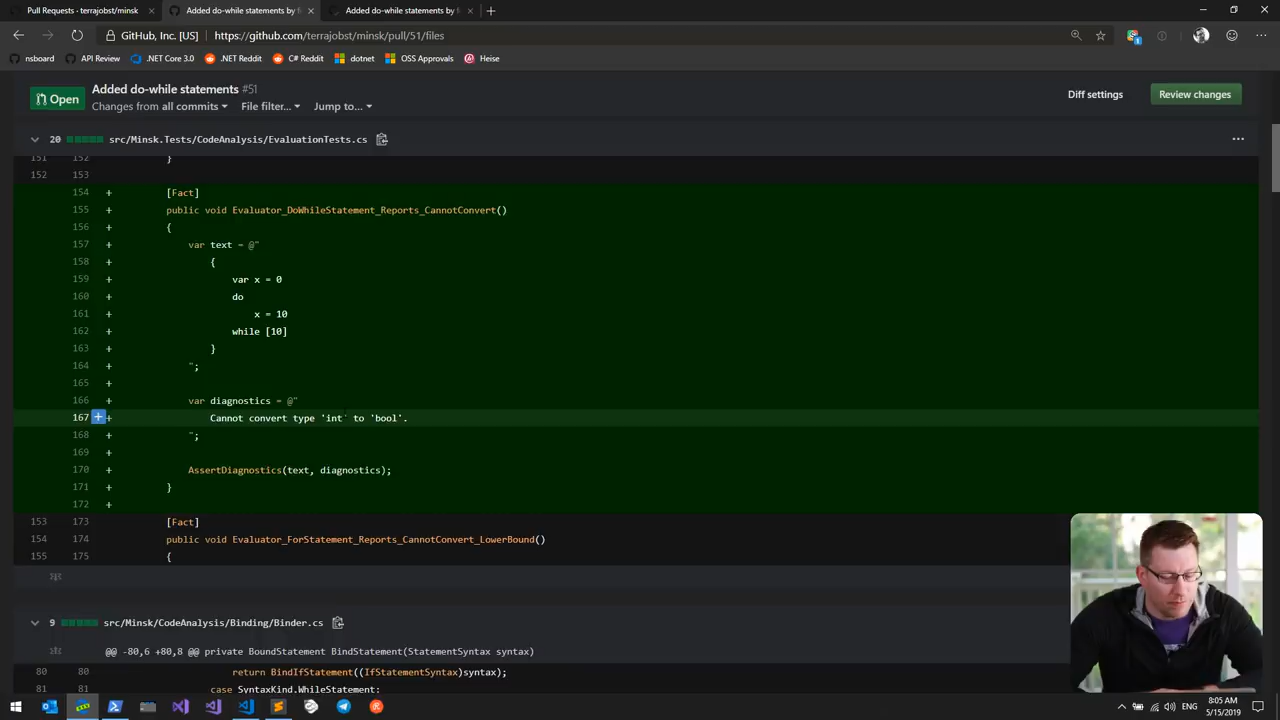 Pull Requests · terrajobst/minsk
Added do-while statements by f
Added do-while statements by f
GitHub, Inc. [US]
https://github.com/terrajobst/minsk/pull/51/files
nsboard
API Review
.NET Core 3.0
.NET Reddit
C# Reddit
dotnet
OSS Approvals
Heise
Open
Added do-while statements #51
Changes from all commits
File filter...
Jump to...
Diff settings
Review changes
20 src/Minsk.Tests/CodeAnalysis/EvaluationTests.cs
151 152 }
152 153
154 + [Fact]
155 + public void Evaluator_DoWhileStatement_Reports_CannotConvert()
156 + {
157 + var text = @"
158 + {
159 + var x = 0
160 + do
161 + x = 10
162 + while [10]
163 + }
164 + ";
165 +
166 + var diagnostics = @"
167 + Cannot convert type 'int' to 'bool'.
168 + ";
169 +
170 + AssertDiagnostics(text, diagnostics);
171 + }
172 +
153 173 [Fact]
154 174 public void Evaluator_ForStatement_Reports_CannotConvert_LowerBound()
155 175 {
9 src/Minsk/CodeAnalysis/Binding/Binder.cs
@@ -80,6 +80,8 @@ private BoundStatement BindStatement(StatementSyntax syntax)
80 80 return BindIfStatement((IfStatementSyntax)syntax);
81 81 case SyntaxKind.WhileStatement:
ENG
8:05 AM
5/15/2019